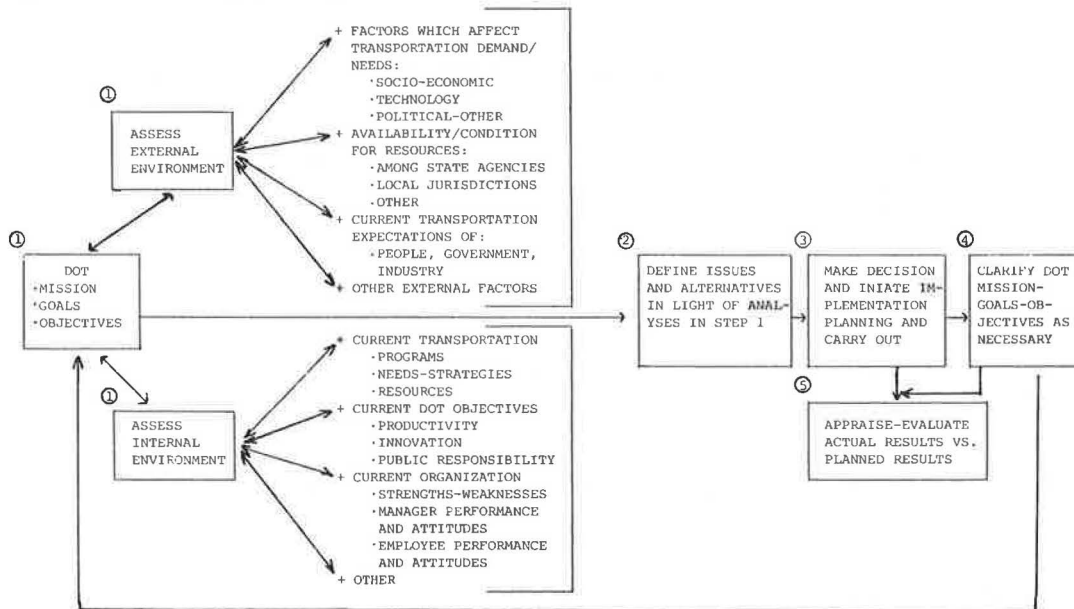 ①
ASSESS
EXTERNAL
ENVIRONMENT
+ FACTORS WHICH AFFECT
TRANSPORTATION DEMAND/
NEEDS:
·SOCIO-ECONOMIC
·TECHNOLOGY
·POLITICAL-OTHER
+ AVAILABILITY/CONDITION
FOR RESOURCES:
·AMONG STATE AGENCIES
·LOCAL JURISDICTIONS
·OTHER
+ CURRENT TRANSPORTATION
EXPECTATIONS OF:
·PEOPLE, GOVERNMENT,
INDUSTRY
+ OTHER EXTERNAL FACTORS
①
DOT
·MISSION
·GOALS
·OBJECTIVES
①
ASSESS
INTERNAL
ENVIRONMENT
+ CURRENT TRANSPORTATION
·PROGRAMS
·NEEDS-STRATEGIES
·RESOURCES
+ CURRENT DOT OBJECTIVES
·PRODUCTIVITY
·INNOVATION
·PUBLIC RESPONSIBILITY
+ CURRENT ORGANIZATION
·STRENGTHS-WEAKNESSES
·MANAGER PERFORMANCE
AND ATTITUDES
·EMPLOYEE PERFORMANCE
AND ATTITUDES
+ OTHER
②
DEFINE ISSUES
AND ALTERNATIVES
IN LIGHT OF ANAL-
YSES IN STEP 1
③
MAKE DECISION
AND INIATE IM-
PLEMENTATION
PLANNING AND
CARRY OUT
④
CLARIFY DOT
MISSION-
GOALS-OB-
JECTIVES AS
NECESSARY
⑤
APPRAISE-EVALUATE
ACTUAL RESULTS VS.
PLANNED RESULTS